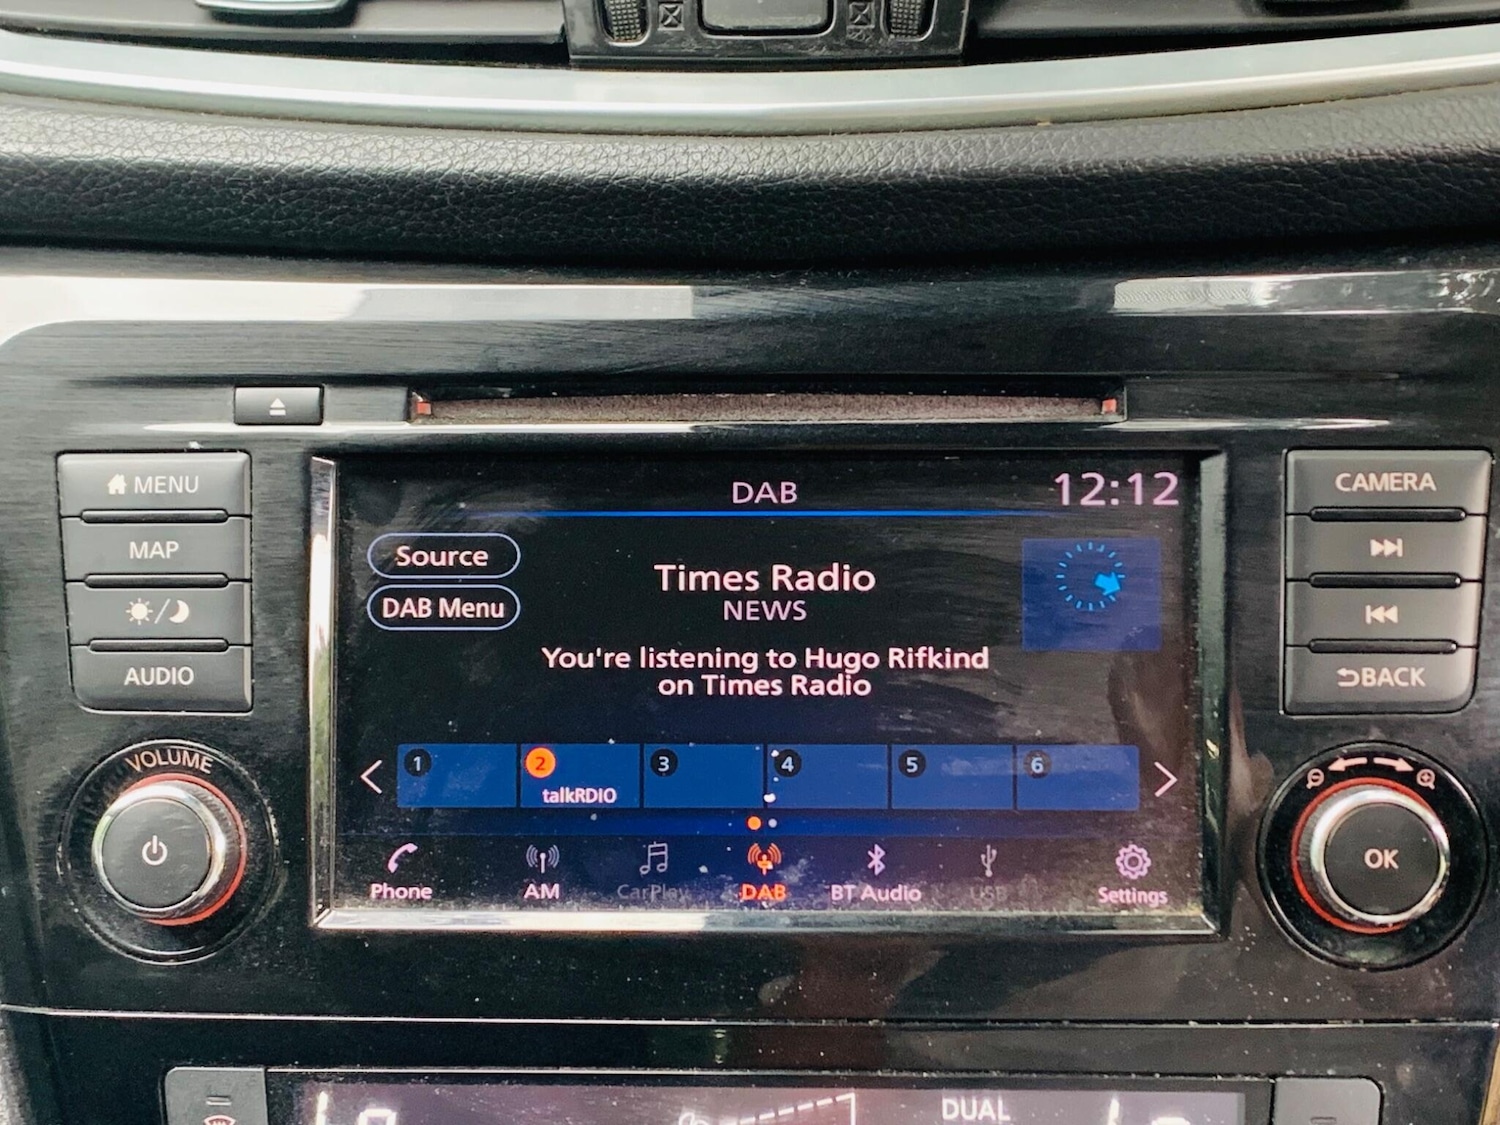 MENU
MAP
AUDIO
VOLUME
DAB
12:12
Source
DAB Menu
Times Radio
NEWS
You're listening to Hugo Rifkind
on Times Radio
1
2
talkRDIO
3
4
5
6
Phone
AM
CarPlay
DAB
BT Audio
USB
Settings
CAMERA
BACK
OK
DUAL